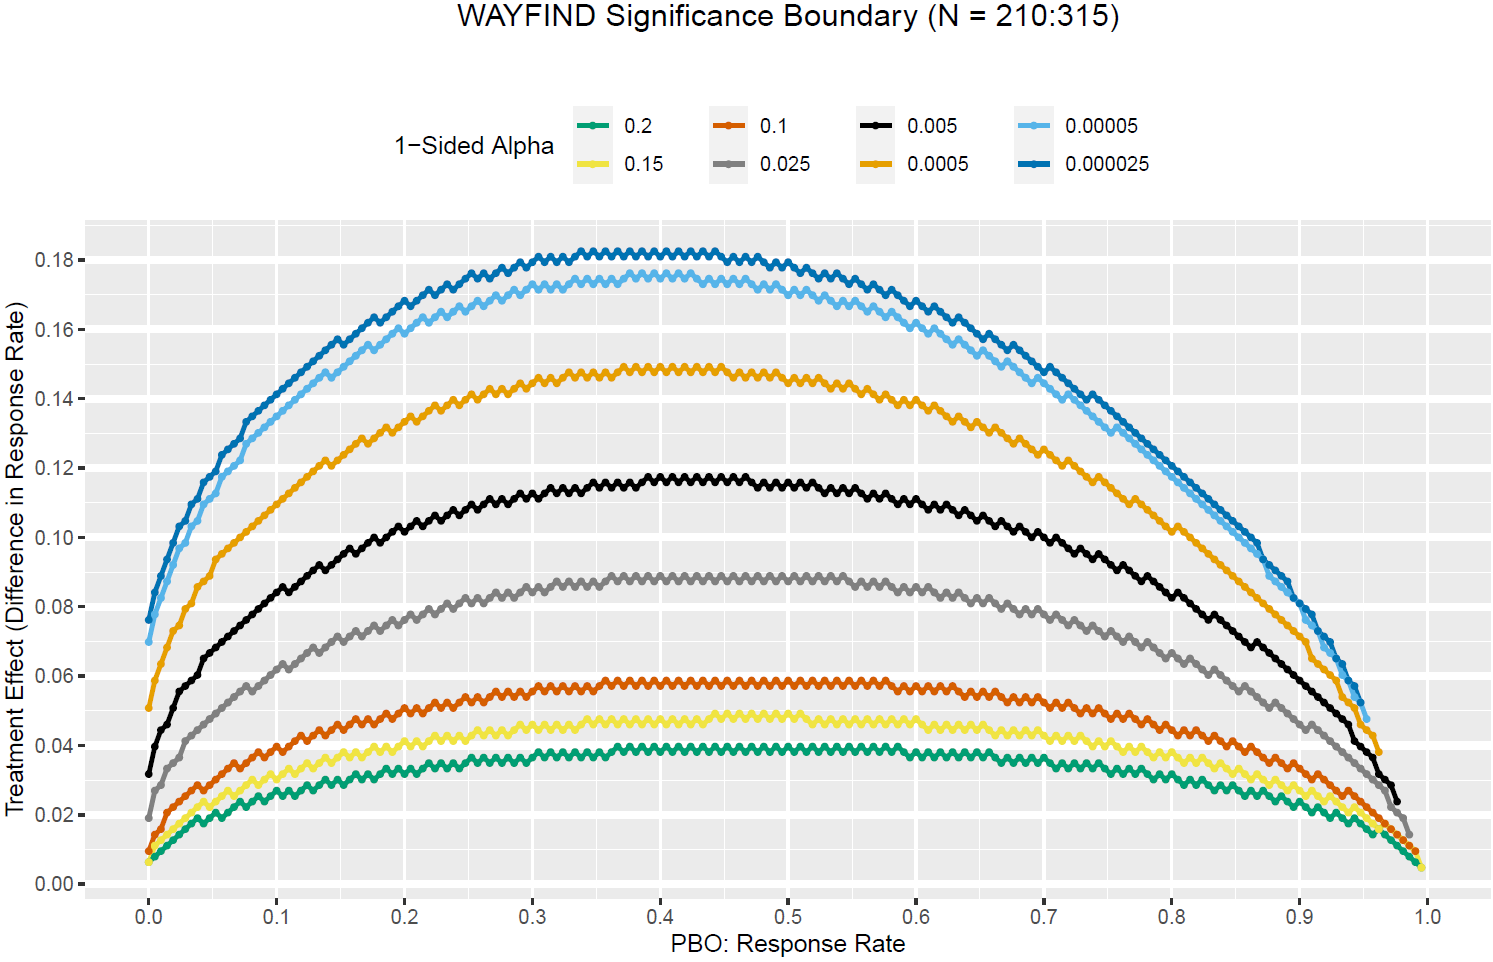 WAYFIND Significance Boundary (N = 210:315)
1−Sided Alpha
0.2 0.1 0.005 0.00005
0.15 0.025 0.0005 0.000025
Treatment Effect (Difference in Response Rate)
0.18
0.16
0.14
0.12
0.10
0.08
0.06
0.04
0.02
0.00
0.0 0.1 0.2 0.3 0.4 0.5 0.6 0.7 0.8 0.9 1.0
PBO: Response Rate